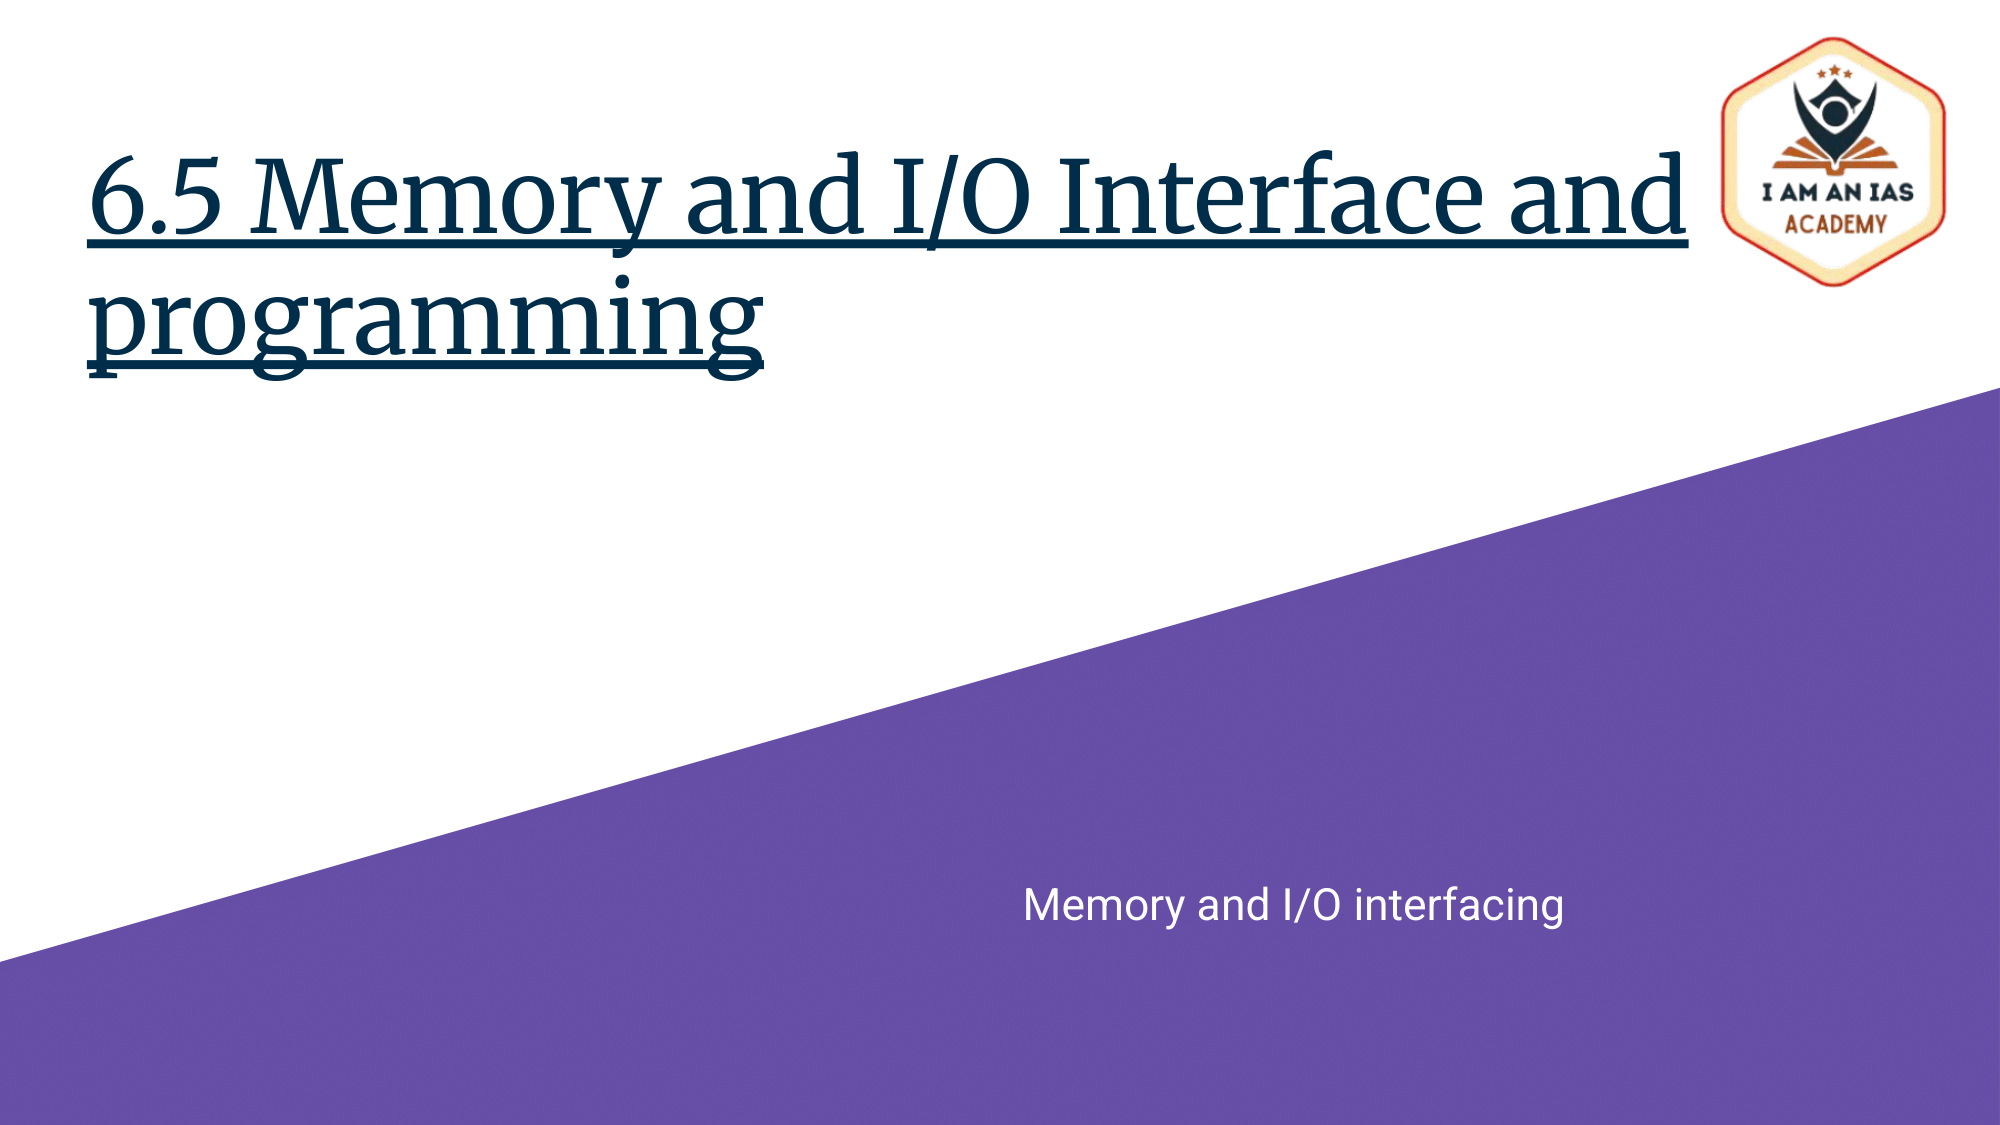 6.5 Memory and I/O Interface and
programming
I AM AN IAS
ACADEMY
Memory and I/O interfacing